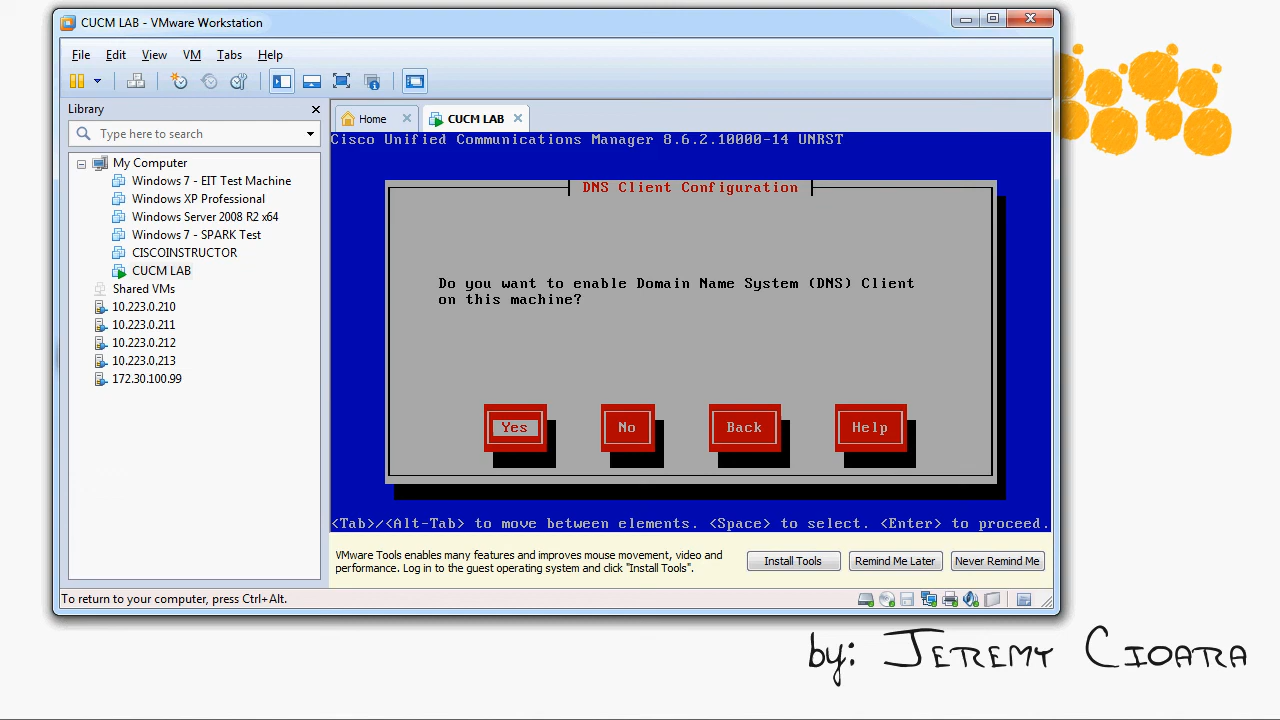 CUCM LAB - VMware Workstation
File Edit View VM Tabs Help
Library
Type here to search
My Computer
Windows 7 - EIT Test Machine
Windows XP Professional
Windows Server 2008 R2 x64
Windows 7 - SPARK Test
CISCOINSTRUCTOR
CUCM LAB
Shared VMs
10.223.0.210
10.223.0.211
10.223.0.212
10.223.0.213
172.30.100.99
Home
CUCM LAB
Cisco Unified Communications Manager 8.6.2.10000-14 UNRST
DNS Client Configuration
Do you want to enable Domain Name System (DNS) Client
on this machine?
Yes No Back Help
<Tab>/<Alt-Tab> to move between elements. <Space> to select. <Enter> to proceed.
VMware Tools enables many features and improves mouse movement, video and
performance. Log in to the guest operating system and click "Install Tools".
Install Tools Remind Me Later Never Remind Me
To return to your computer, press Ctrl+Alt.
by: JEREMY CIOARA